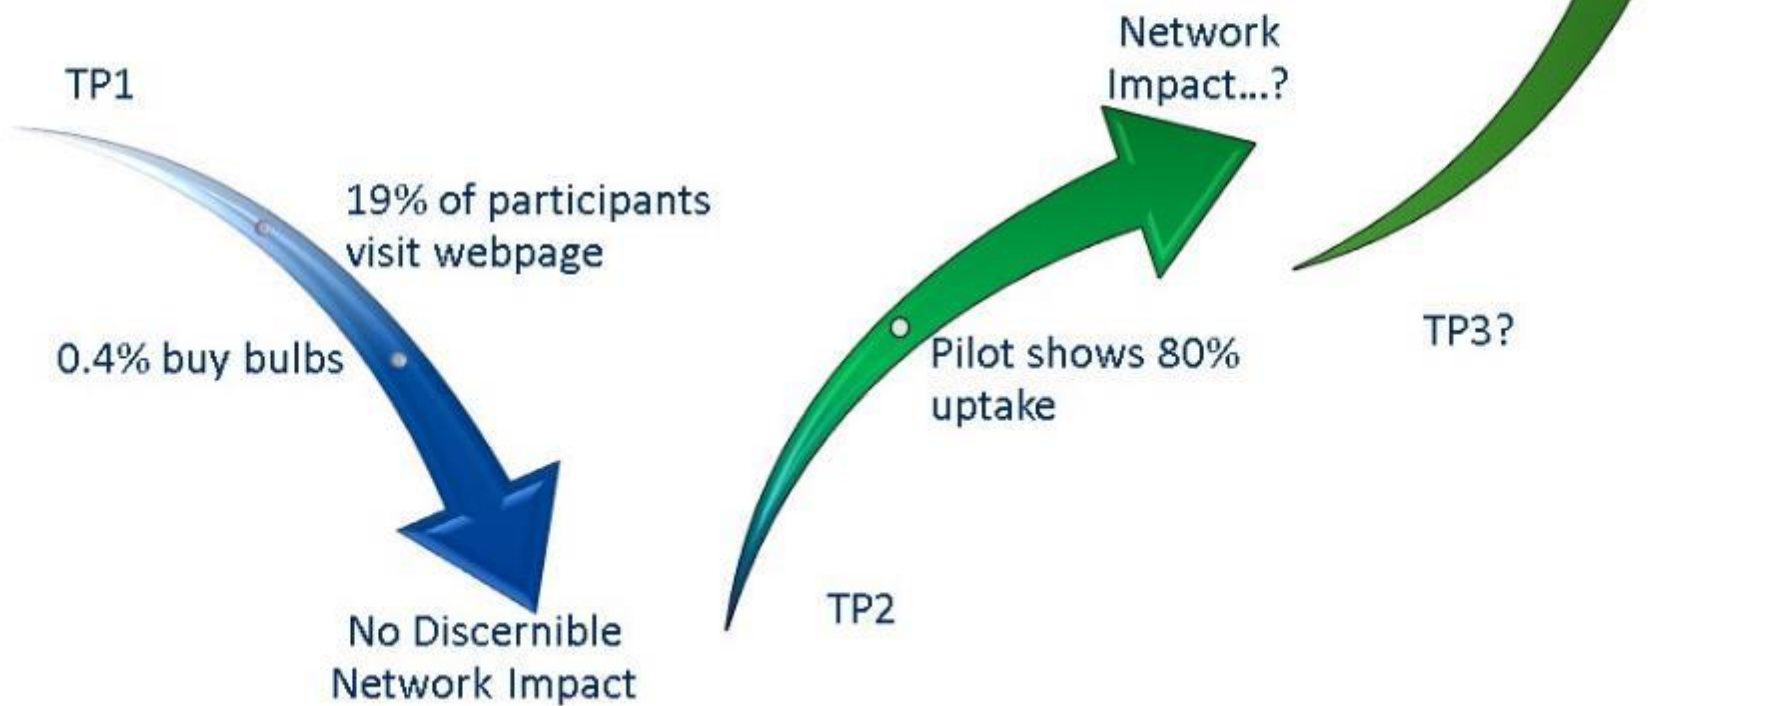 TP1
19% of participants
visit webpage
0.4% buy bulbs
No Discernible
Network Impact
Network
Impact...?
Pilot shows 80%
uptake
TP2
TP3?